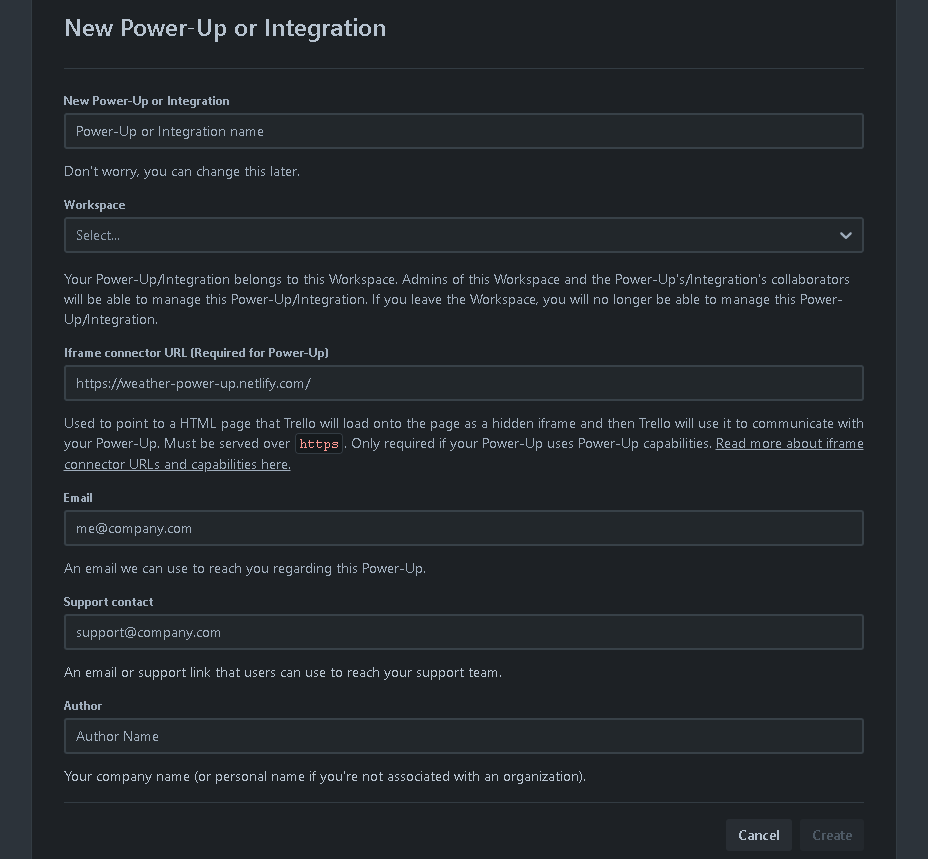 New Power-Up or Integration
New Power-Up or Integration
Power-Up or Integration name
Don't worry, you can change this later.
Workspace
Select...
Your Power-Up/Integration belongs to this Workspace. Admins of this Workspace and the Power-Up's/Integration's collaborators
will be able to manage this Power-Up/Integration. If you leave the Workspace, you will no longer be able to manage this Power-
Up/Integration.
Iframe connector URL (Required for Power-Up)
https://weather-power-up.netlify.com/
Used to point to a HTML page that Trello will load onto the page as a hidden iframe and then Trello will use it to communicate with
your Power-Up. Must be served over https. Only required if your Power-Up uses Power-Up capabilities. Read more about iframe
connector URLs and capabilities here.
Email
me@company.com
An email we can use to reach you regarding this Power-Up.
Support contact
support@company.com
An email or support link that users can use to reach your support team.
Author
Author Name
Your company name (or personal name if you're not associated with an organization).
Cancel Create